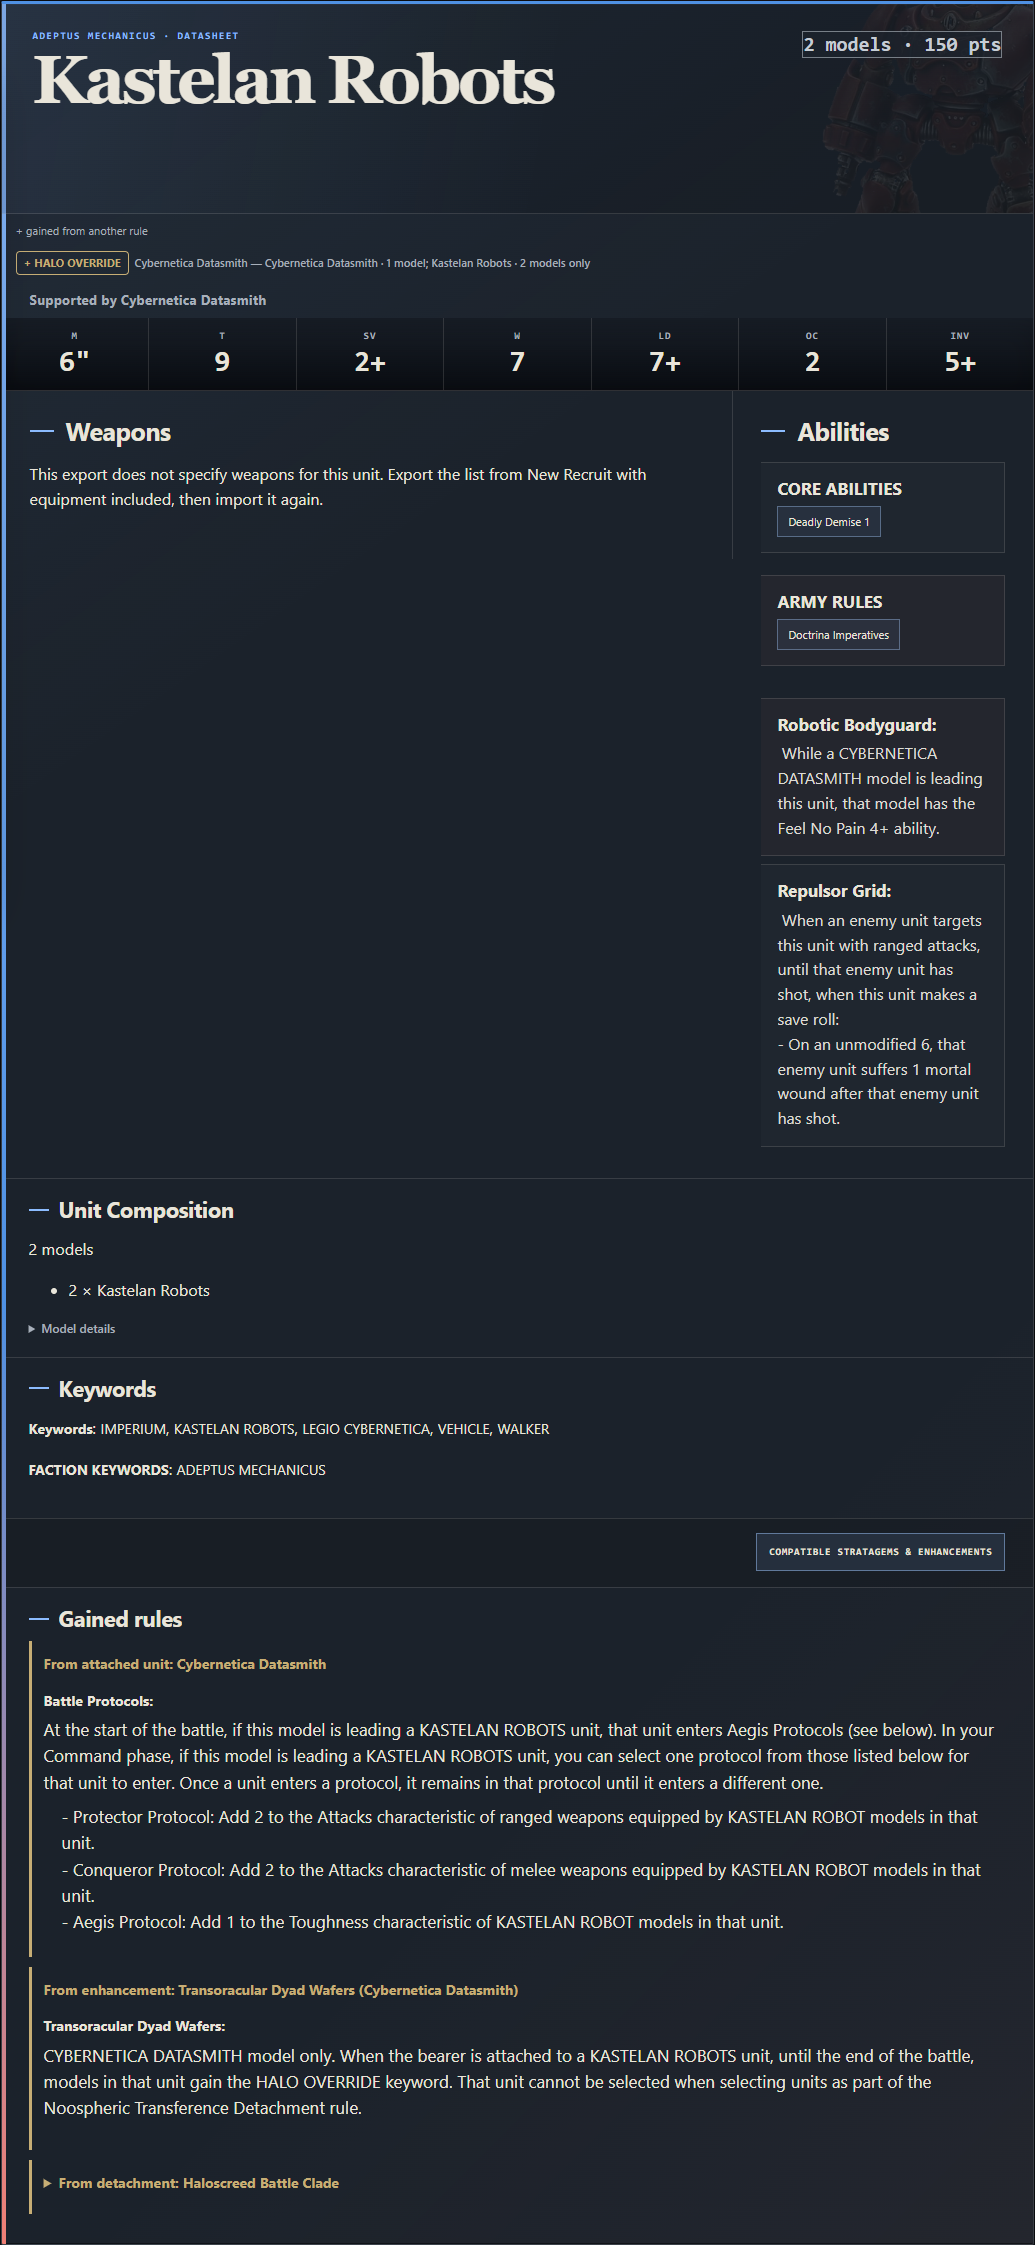 ADEPTUS MECHANICUS · DATASHEET
Kastelan Robots
2 models · 150 pts
+ gained from another rule
+ HALO OVERRIDE Cybernetica Datasmith — Cybernetica Datasmith · 1 model; Kastelan Robots · 2 models only
Supported by Cybernetica Datasmith
M T SV W LD OC INV
6" 9 2+ 7 7+ 2 5+
Weapons
This export does not specify weapons for this unit. Export the list from New Recruit with
equipment included, then import it again.
Abilities
CORE ABILITIES
Deadly Demise 1
ARMY RULES
Doctrina Imperatives
Robotic Bodyguard:
While a CYBERNETICA
DATASMITH model is leading
this unit, that model has the
Feel No Pain 4+ ability.
Repulsor Grid:
When an enemy unit targets
this unit with ranged attacks,
until that enemy unit has
shot, when this unit makes a
save roll:
- On an unmodified 6, that
enemy unit suffers 1 mortal
wound after that enemy unit
has shot.
Unit Composition
2 models
• 2 × Kastelan Robots
▶ Model details
Keywords
Keywords: IMPERIUM, KASTELAN ROBOTS, LEGIO CYBERNETICA, VEHICLE, WALKER
FACTION KEYWORDS: ADEPTUS MECHANICUS
COMPATIBLE STRATAGEMS & ENHANCEMENTS
Gained rules
From attached unit: Cybernetica Datasmith
Battle Protocols:
At the start of the battle, if this model is leading a KASTELAN ROBOTS unit, that unit enters Aegis Protocols (see below). In your
Command phase, if this model is leading a KASTELAN ROBOTS unit, you can select one protocol from those listed below for
that unit to enter. Once a unit enters a protocol, it remains in that protocol until it enters a different one.
- Protector Protocol: Add 2 to the Attacks characteristic of ranged weapons equipped by KASTELAN ROBOT models in that
unit.
- Conqueror Protocol: Add 2 to the Attacks characteristic of melee weapons equipped by KASTELAN ROBOT models in that
unit.
- Aegis Protocol: Add 1 to the Toughness characteristic of KASTELAN ROBOT models in that unit.
From enhancement: Transoracular Dyad Wafers (Cybernetica Datasmith)
Transoracular Dyad Wafers:
CYBERNETICA DATASMITH model only. When the bearer is attached to a KASTELAN ROBOTS unit, until the end of the battle,
models in that unit gain the HALO OVERRIDE keyword. That unit cannot be selected when selecting units as part of the
Noospheric Transference Detachment rule.
▶ From detachment: Haloscreed Battle Clade